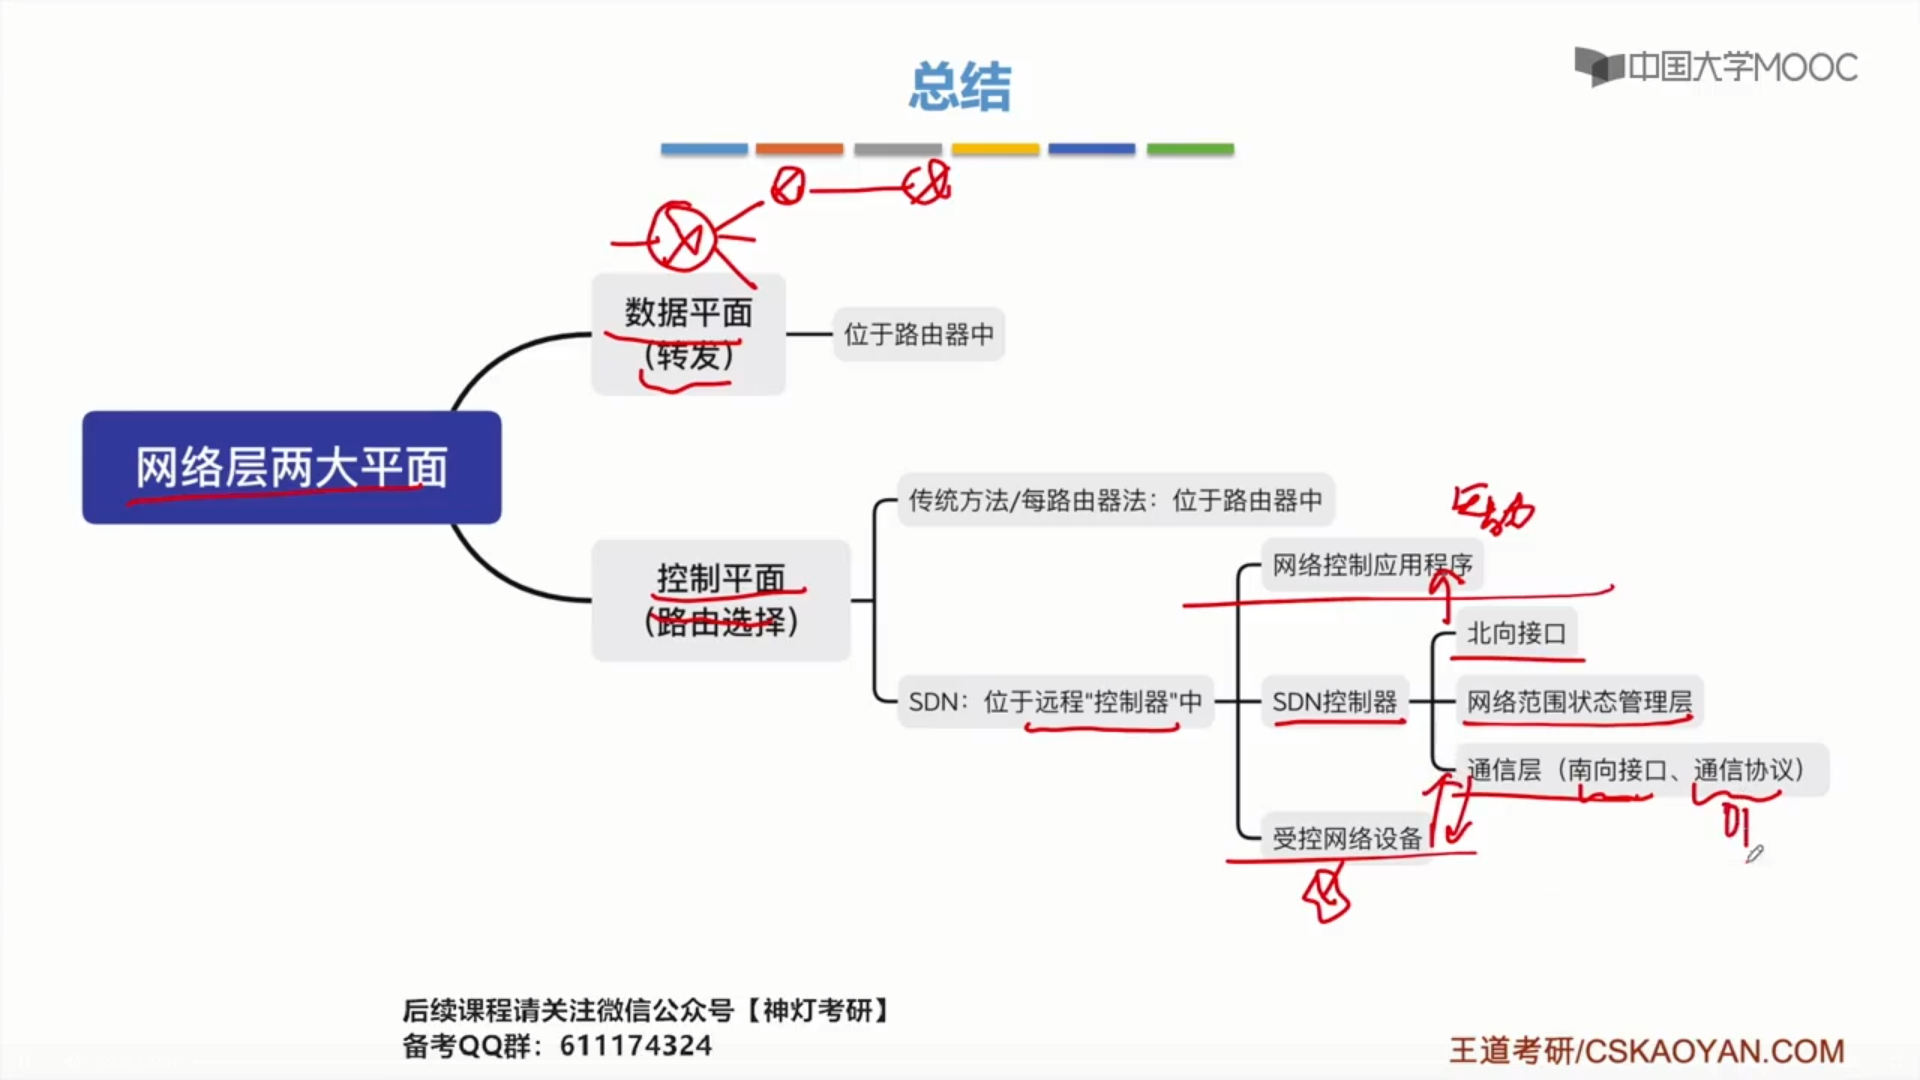 中国大学MOOC
总结
数据平面
(转发)
位于路由器中
网络层两大平面
控制平面
(路由选择)
传统方法/每路由器法：位于路由器中
SDN：位于远程"控制器"中
网络控制应用程序
SDN控制器
受控网络设备
北向接口
网络范围状态管理层
通信层（南向接口、通信协议）
后续课程请关注微信公众号【神灯考研】
备考QQ群：611174324
王道考研/CSKAOYAN.COM